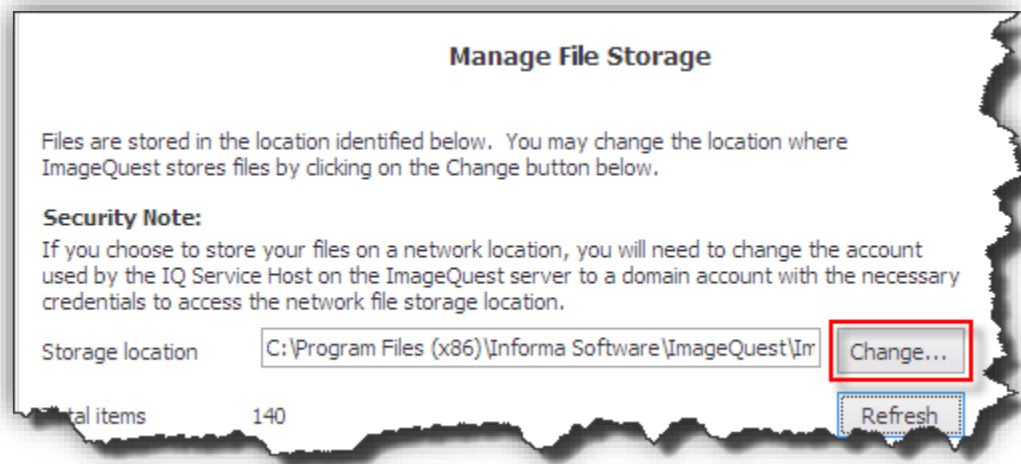 Manage File Storage
Files are stored in the location identified below. You may change the location where
ImageQuest stores files by clicking on the Change button below.
Security Note:
If you choose to store your files on a network location, you will need to change the account
used by the IQ Service Host on the ImageQuest server to a domain account with the necessary
credentials to access the network file storage location.
Storage location C:\Program Files (x86)\Informa Software\ImageQuest\Im Change...
items 140 Refresh